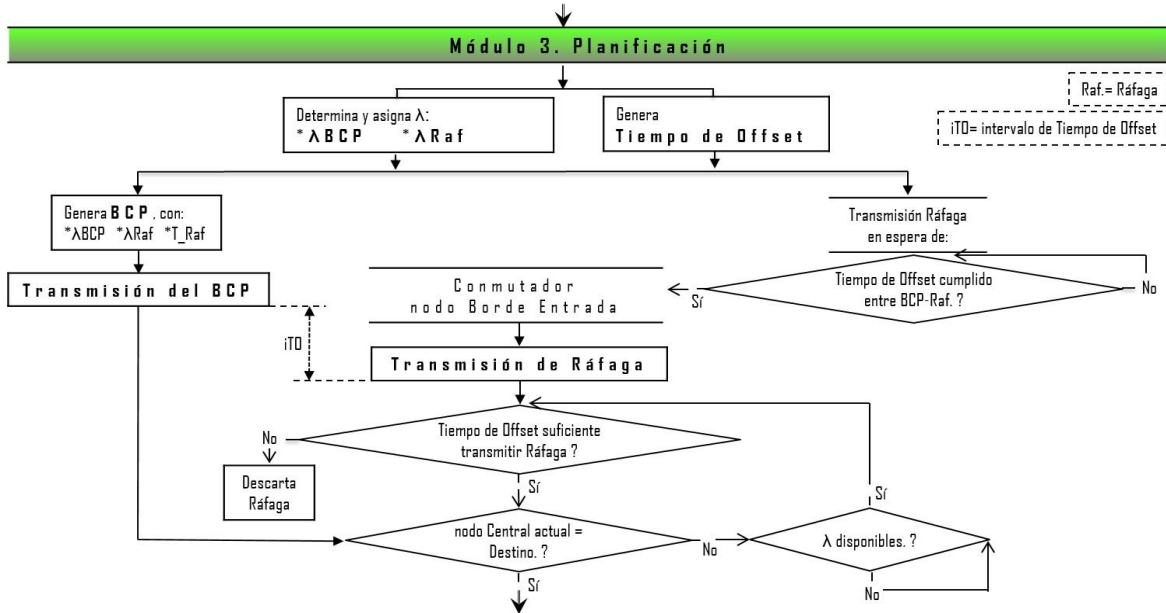 Módulo 3. Planificación
Raf.= Ráfaga
iTO= intervalo de Tiempo de Offset
Determina y asigna λ:
* λBCP * λRaf
Genera
Tiempo de Offset
Genera BCP , con:
*λBCP *λRaf *T_Raf
Transmisión Ráfaga
en espera de:
Transmisión del BCP
Conmutador
nodo Borde Entrada
Sí
Tiempo de Offset cumplido
entre BCP-Raf. ?
No
iTO
Transmisión de Ráfaga
No
Tiempo de Offset suficiente
transmitir Ráfaga ?
Descarta
Ráfaga
Sí
Sí
nodo Central actual =
Destino. ?
No
λ disponibles. ?
Sí
No